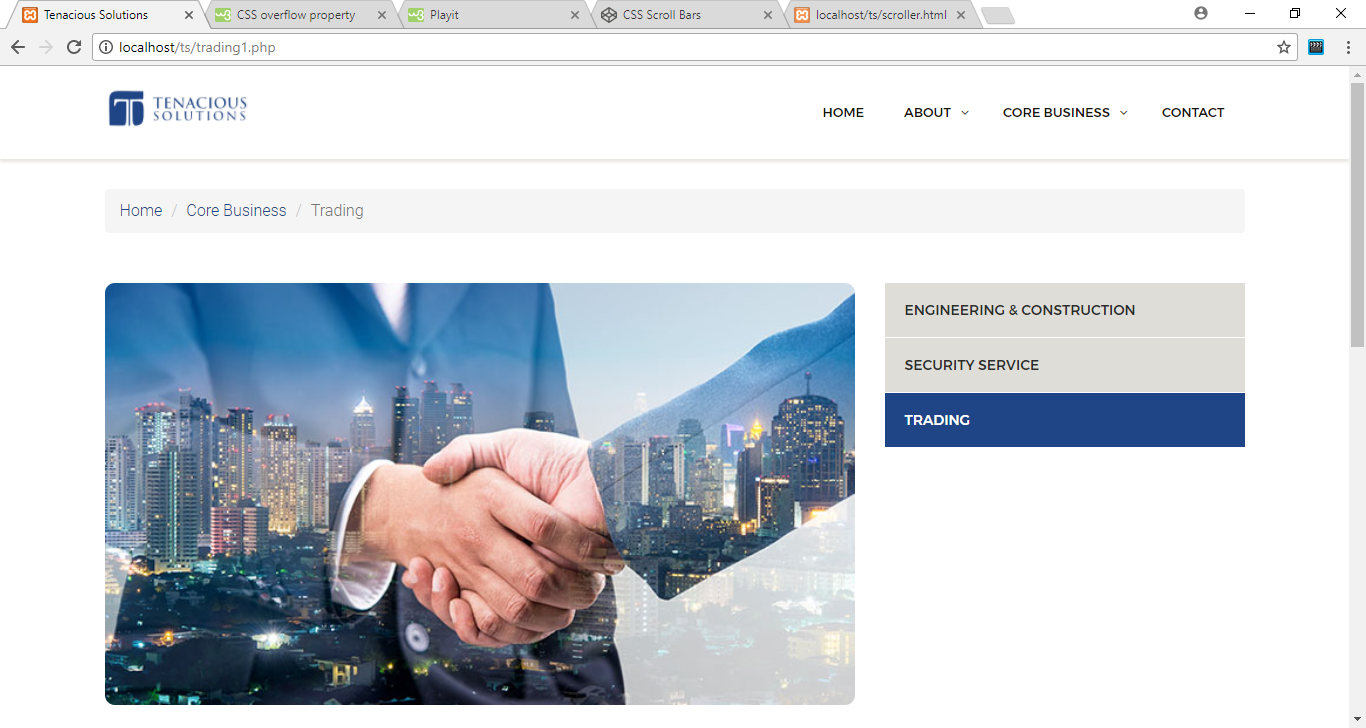 Tenacious Solutions
CSS overflow property
Playit
CSS Scroll Bars
localhost/ts/scroller.html
localhost/ts/trading1.php
TENACIOUS
SOLUTIONS
HOME
ABOUT
CORE BUSINESS
CONTACT
Home / Core Business / Trading
ENGINEERING & CONSTRUCTION
SECURITY SERVICE
TRADING